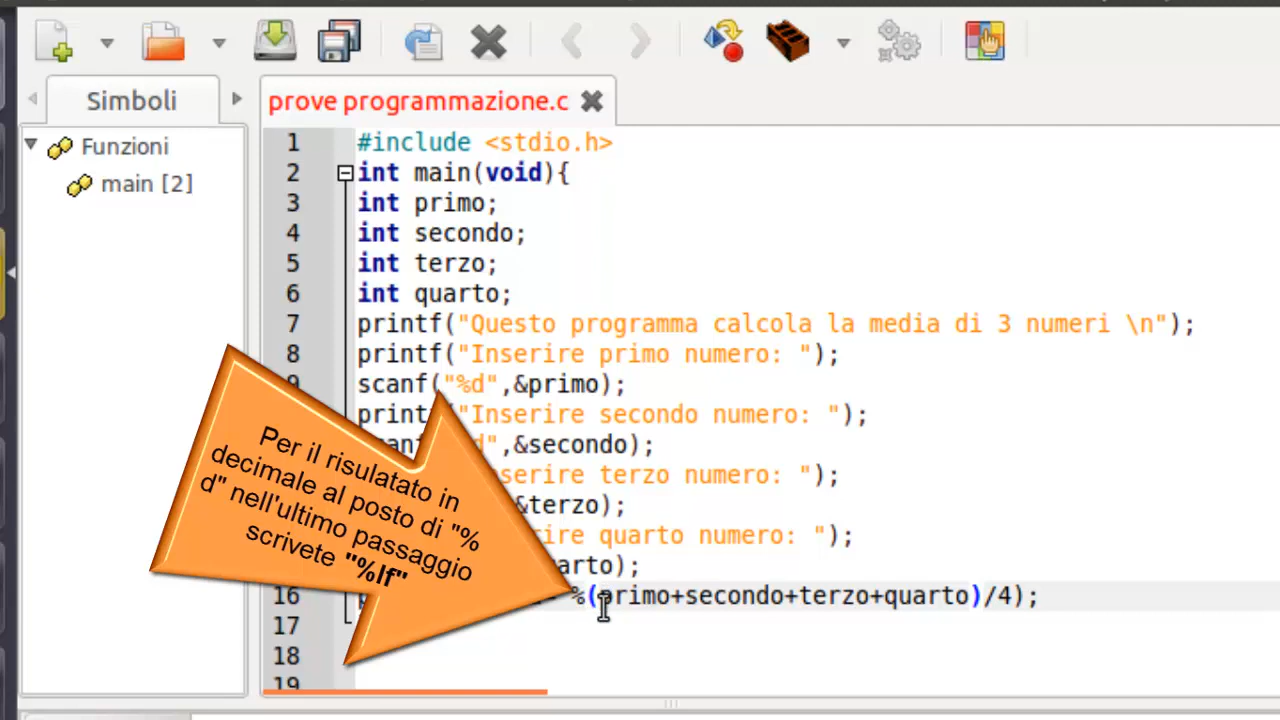 Simboli
prove programmazione.c
Funzioni
main [2]
1 #include <stdio.h>
2 int main(void){
3 int primo;
4 int secondo;
5 int terzo;
6 int quarto;
7 printf("Questo programma calcola la media di 3 numeri \n");
8 printf("Inserire primo numero: ");
9 scanf("%d",&primo);
print "Inserire secondo numero: ");
d",&secondo);
serire terzo numero: ");
&terzo);
ire quarto numero: ");
arto);
16 %(primo+secondo+terzo+quarto)/4);
17
18
19
Per il risulatato in
decimale al posto di "%
d" nell'ultimo passaggio
scrivete "%lf"